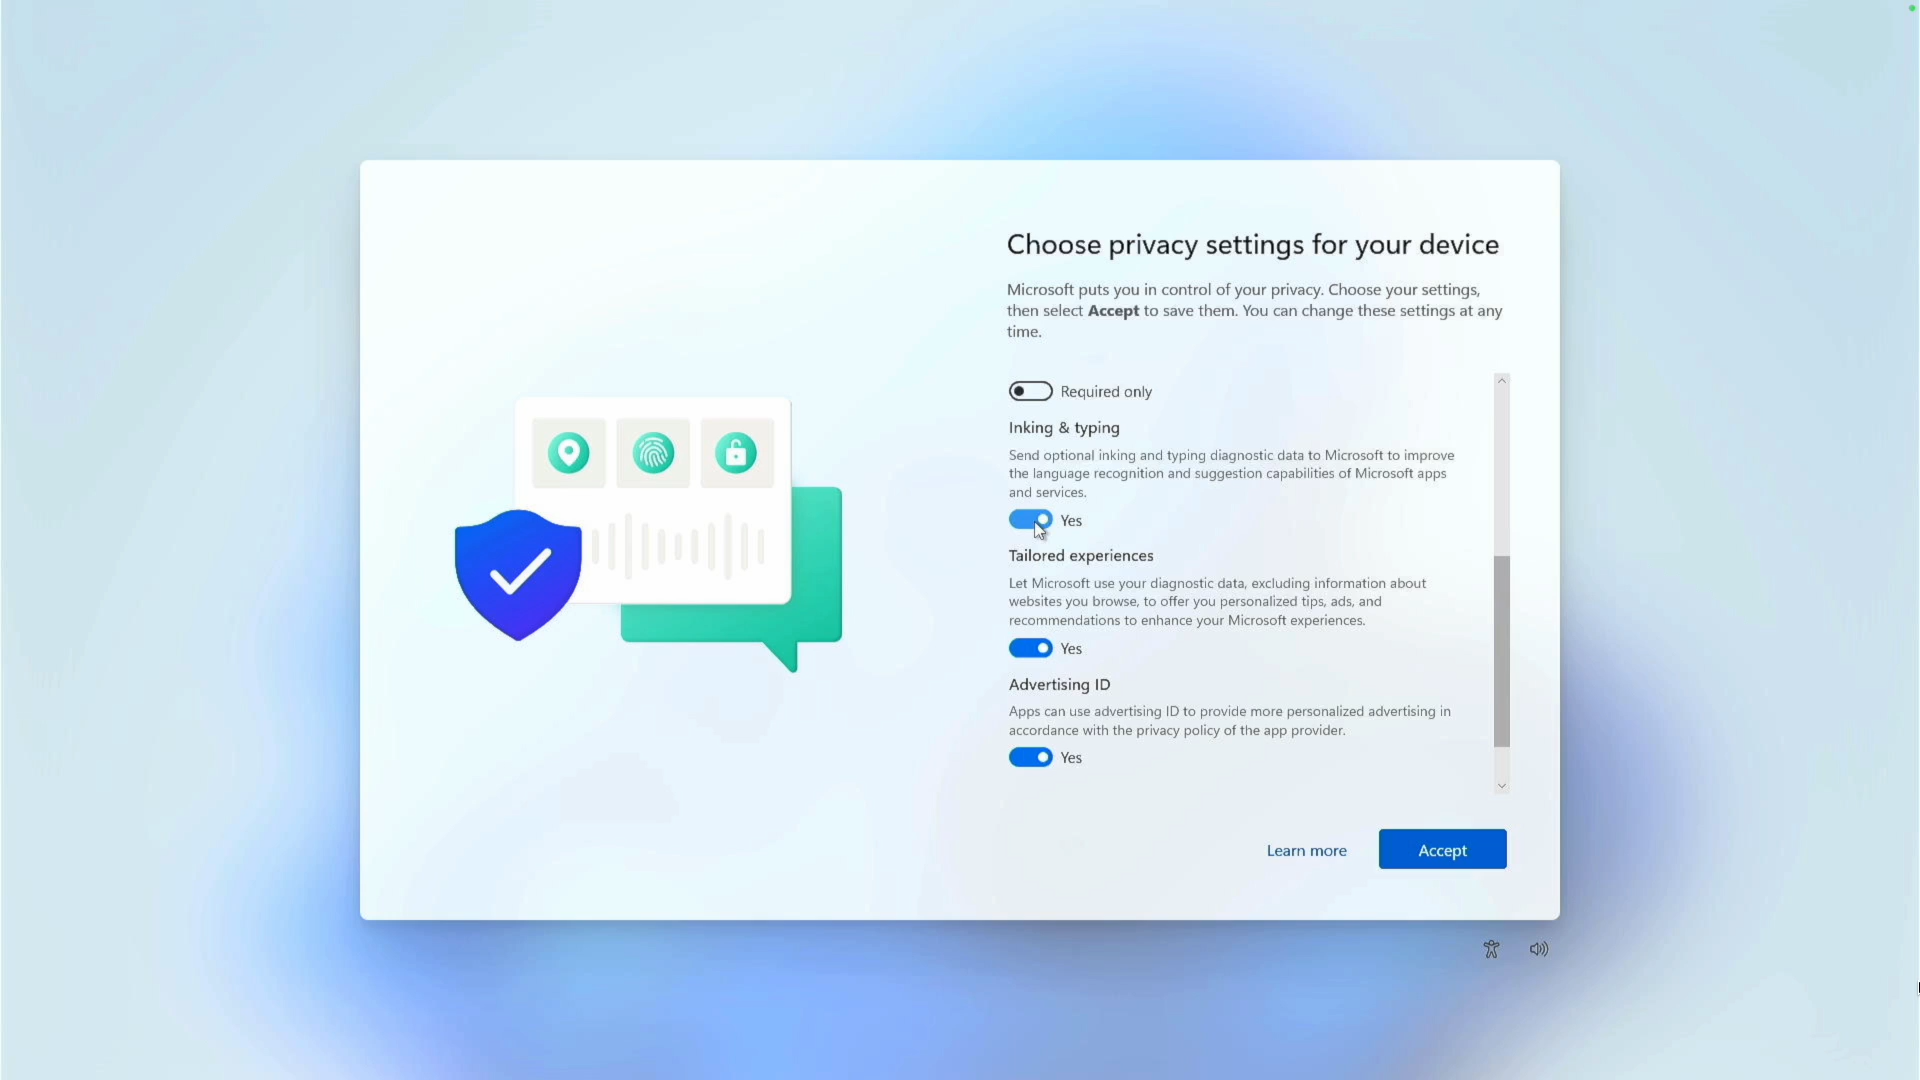 Choose privacy settings for your device
Microsoft puts you in control of your privacy. Choose your settings,
then select Accept to save them. You can change these settings at any
time.
Required only
Inking & typing
Send optional inking and typing diagnostic data to Microsoft to improve
the language recognition and suggestion capabilities of Microsoft apps
and services.
Yes
Tailored experiences
Let Microsoft use your diagnostic data, excluding information about
websites you browse, to offer you personalized tips, ads, and
recommendations to enhance your Microsoft experiences.
Yes
Advertising ID
Apps can use advertising ID to provide more personalized advertising in
accordance with the privacy policy of the app provider.
Yes
Learn more
Accept